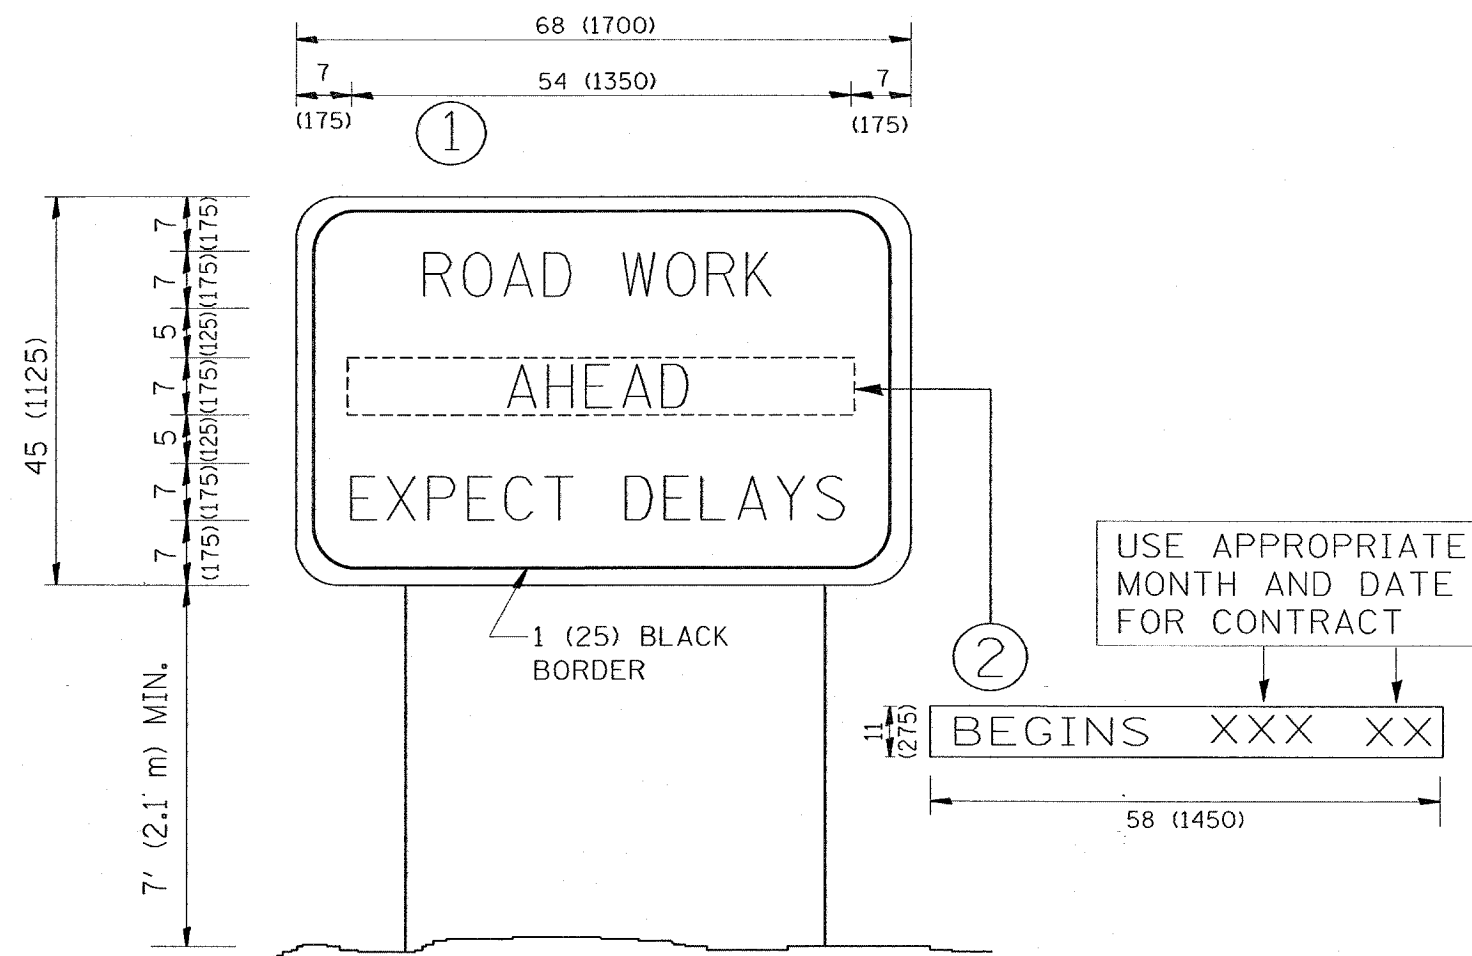 68 (1700)
7 54 (1350) 7
(175) (175)
1
7 (175)
7 (175)
5 (125)
7 (175)
5 (125)
7 (175)
7 (175)
45 (1125)
ROAD WORK
AHEAD
EXPECT DELAYS
1 (25) BLACK
BORDER
7' (2.1 m) MIN.
2
USE APPROPRIATE
MONTH AND DATE
FOR CONTRACT
11
(275)
BEGINS XXX XX
58 (1450)